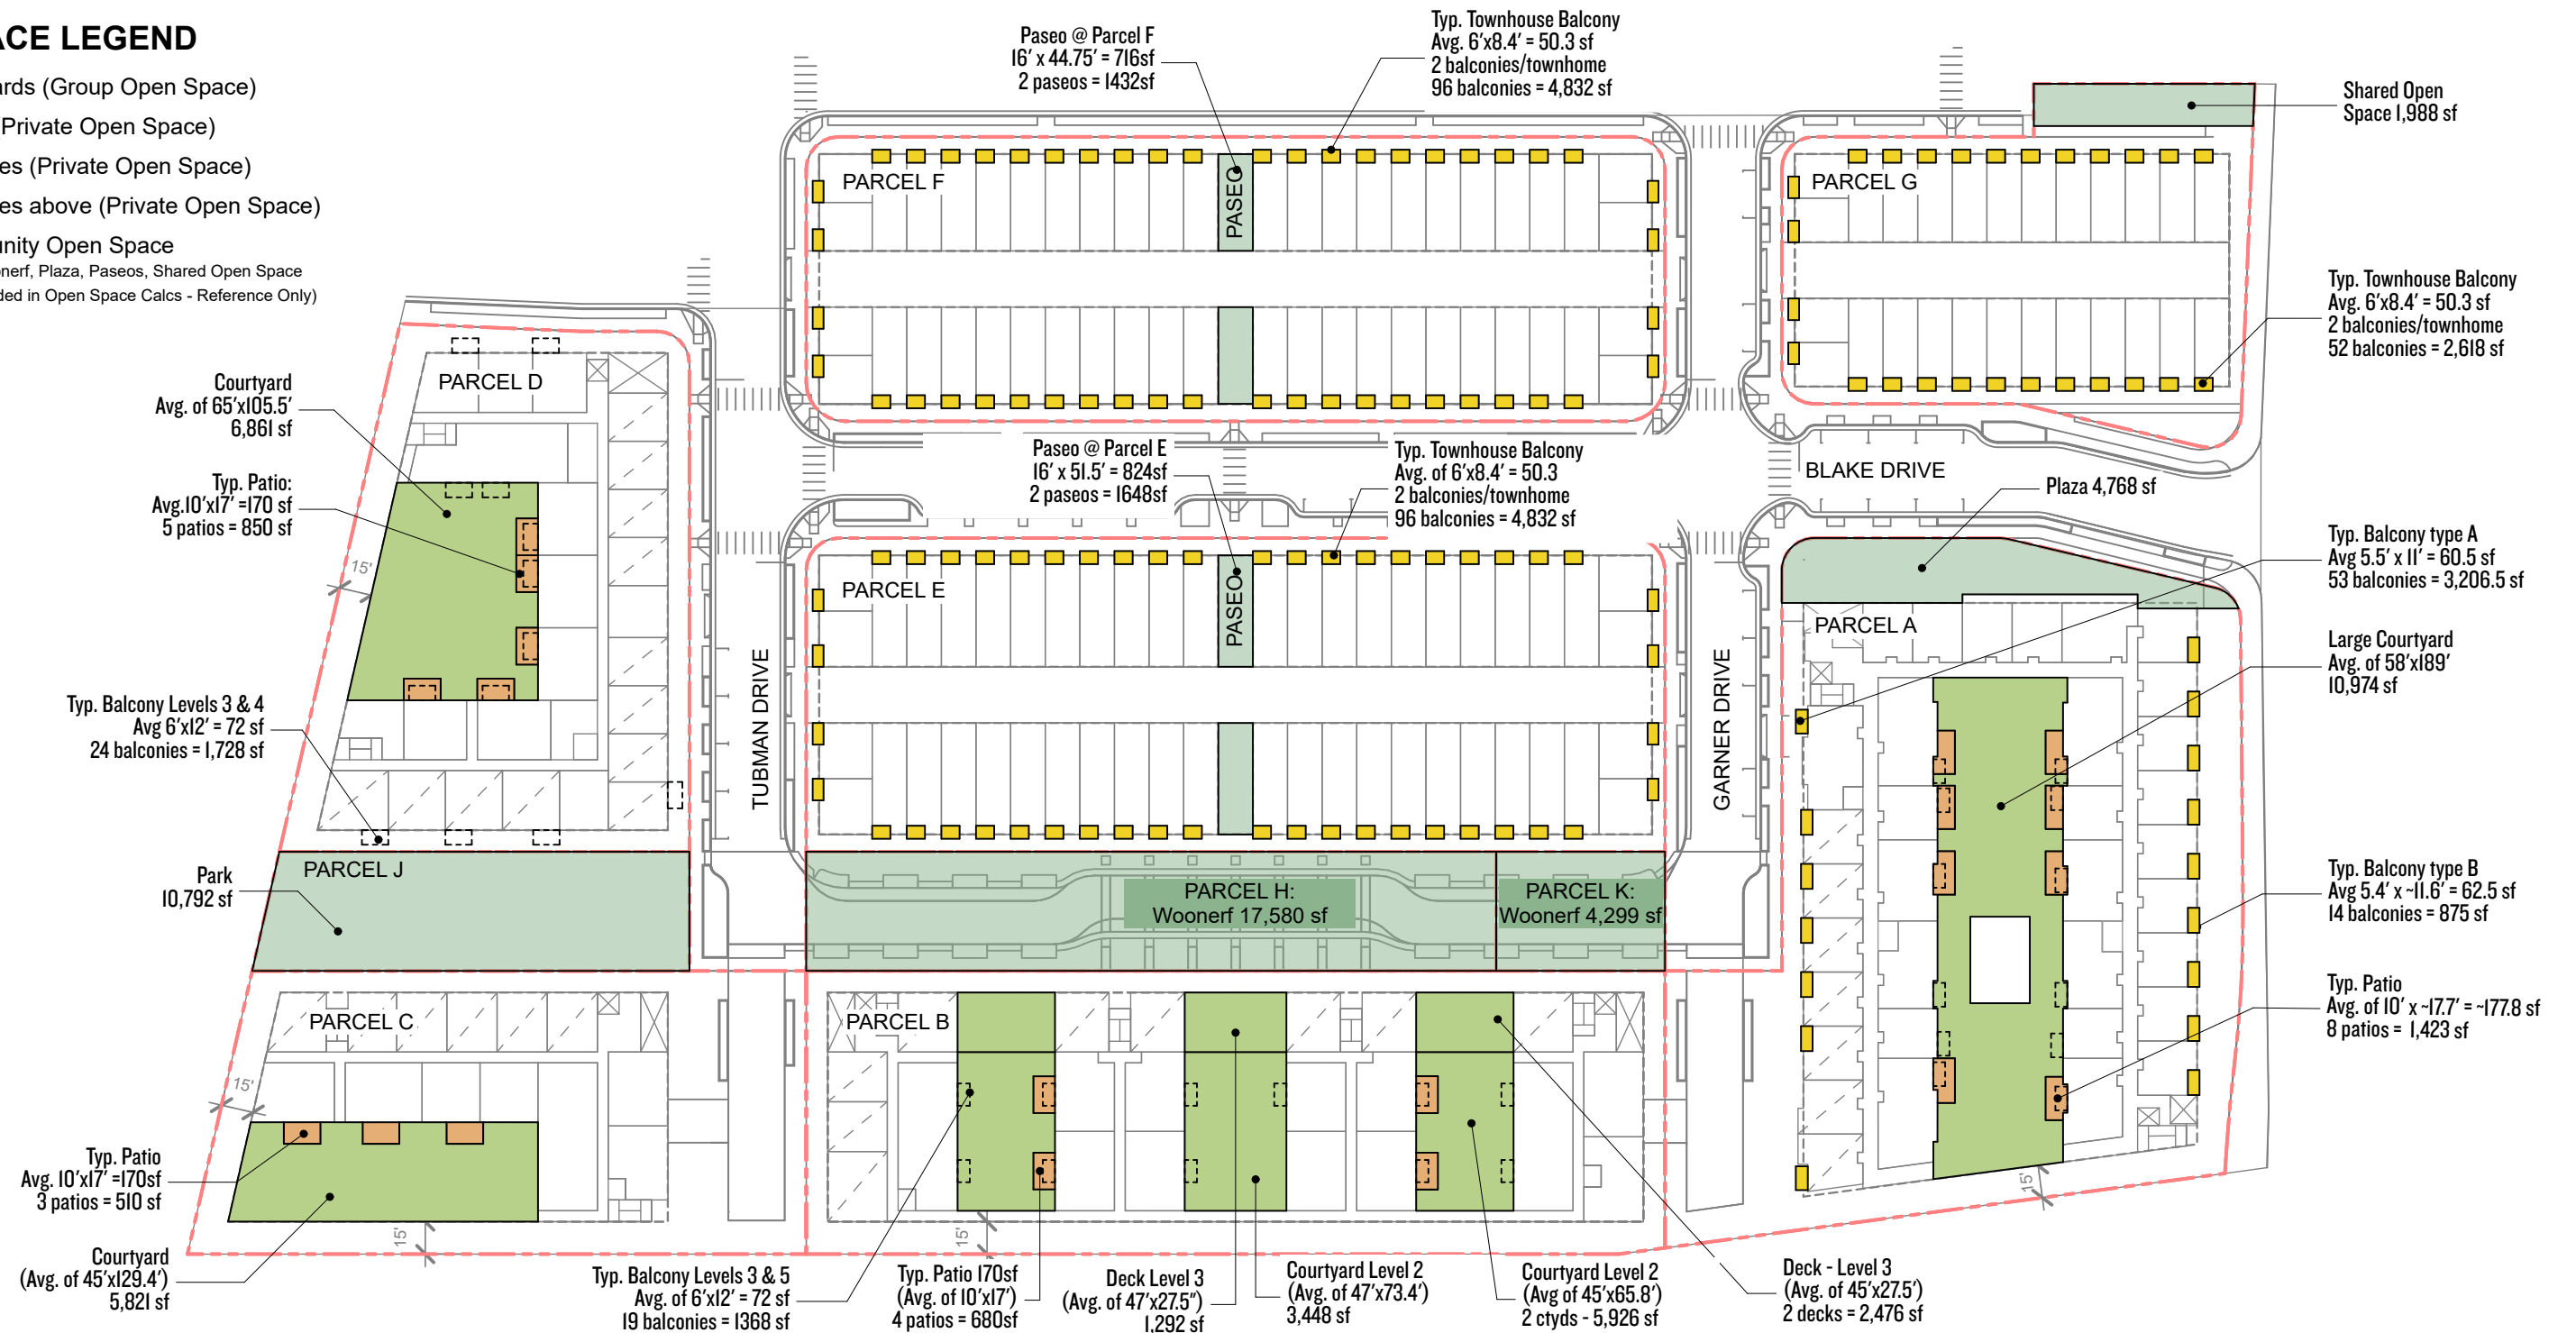 ACE LEGEND
ards (Group Open Space)
(Private Open Space)
es (Private Open Space)
es above (Private Open Space)
unity Open Space
nerf, Plaza, Paseos, Shared Open Space
ded in Open Space Calcs - Reference Only)
Paseo @ Parcel F
16' x 44.75' = 716sf
2 paseos = 1432sf
Typ. Townhouse Balcony
Avg. 6'x8.4' = 50.3 sf
2 balconies/townhome
96 balconies = 4,832 sf
Shared Open
Space 1,988 sf
PARCEL F
PASEO
PARCEL G
Typ. Townhouse Balcony
Avg. 6'x8.4' = 50.3 sf
2 balconies/townhome
52 balconies = 2,618 sf
PARCEL D
Courtyard
Avg. of 65'x105.5'
6,861 sf
Typ. Patio:
Avg.10'x17' =170 sf
5 patios = 850 sf
15'
Paseo @ Parcel E
16' x 51.5' = 824sf
2 paseos = 1648sf
Typ. Townhouse Balcony
Avg. of 6'x8.4' = 50.3
2 balconies/townhome
96 balconies = 4,832 sf
BLAKE DRIVE
Plaza 4,768 sf
Typ. Balcony type A
Avg 5.5' x 11' = 60.5 sf
53 balconies = 3,206.5 sf
PARCEL E
PASEO
PARCEL A
Large Courtyard
Avg. of 58'x189'
10,974 sf
TUBMAN DRIVE
GARNER DRIVE
Typ. Balcony Levels 3 & 4
Avg 6'x12' = 72 sf
24 balconies = 1,728 sf
PARCEL J
Park
10,792 sf
PARCEL H:
Woonerf 17,580 sf
PARCEL K:
Woonerf 4,299 sf
Typ. Balcony type B
Avg 5.4' x ~11.6' = 62.5 sf
14 balconies = 875 sf
Typ. Patio
Avg. of 10' x ~17.7' = ~177.8 sf
8 patios = 1,423 sf
PARCEL C
PARCEL B
15'
15'
15'
15'
Typ. Patio
Avg. 10'x17' =170sf
3 patios = 510 sf
Courtyard
(Avg. of 45'x129.4')
5,821 sf
Typ. Balcony Levels 3 & 5
Avg. of 6'x12' = 72 sf
19 balconies = 1368 sf
Typ. Patio 170sf
(Avg. of 10'x17')
4 patios = 680sf
Deck Level 3
(Avg. of 47'x27.5")
1,292 sf
Courtyard Level 2
(Avg. of 47'x73.4')
3,448 sf
Courtyard Level 2
(Avg of 45'x65.8')
2 ctyds - 5,926 sf
Deck - Level 3
(Avg. of 45'x27.5')
2 decks = 2,476 sf